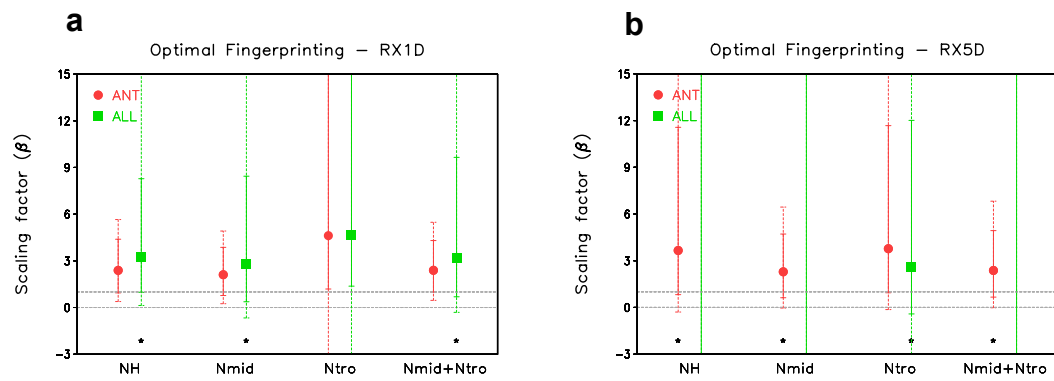 a
Optimal Fingerprinting – RX1D
15
12
9
6
3
0
-3
Scaling factor (β)
ANT
ALL
NH Nmid Ntro Nmid+Ntro
b
Optimal Fingerprinting – RX5D
15
12
9
6
3
0
-3
Scaling factor (β)
ANT
ALL
NH Nmid Ntro Nmid+Ntro